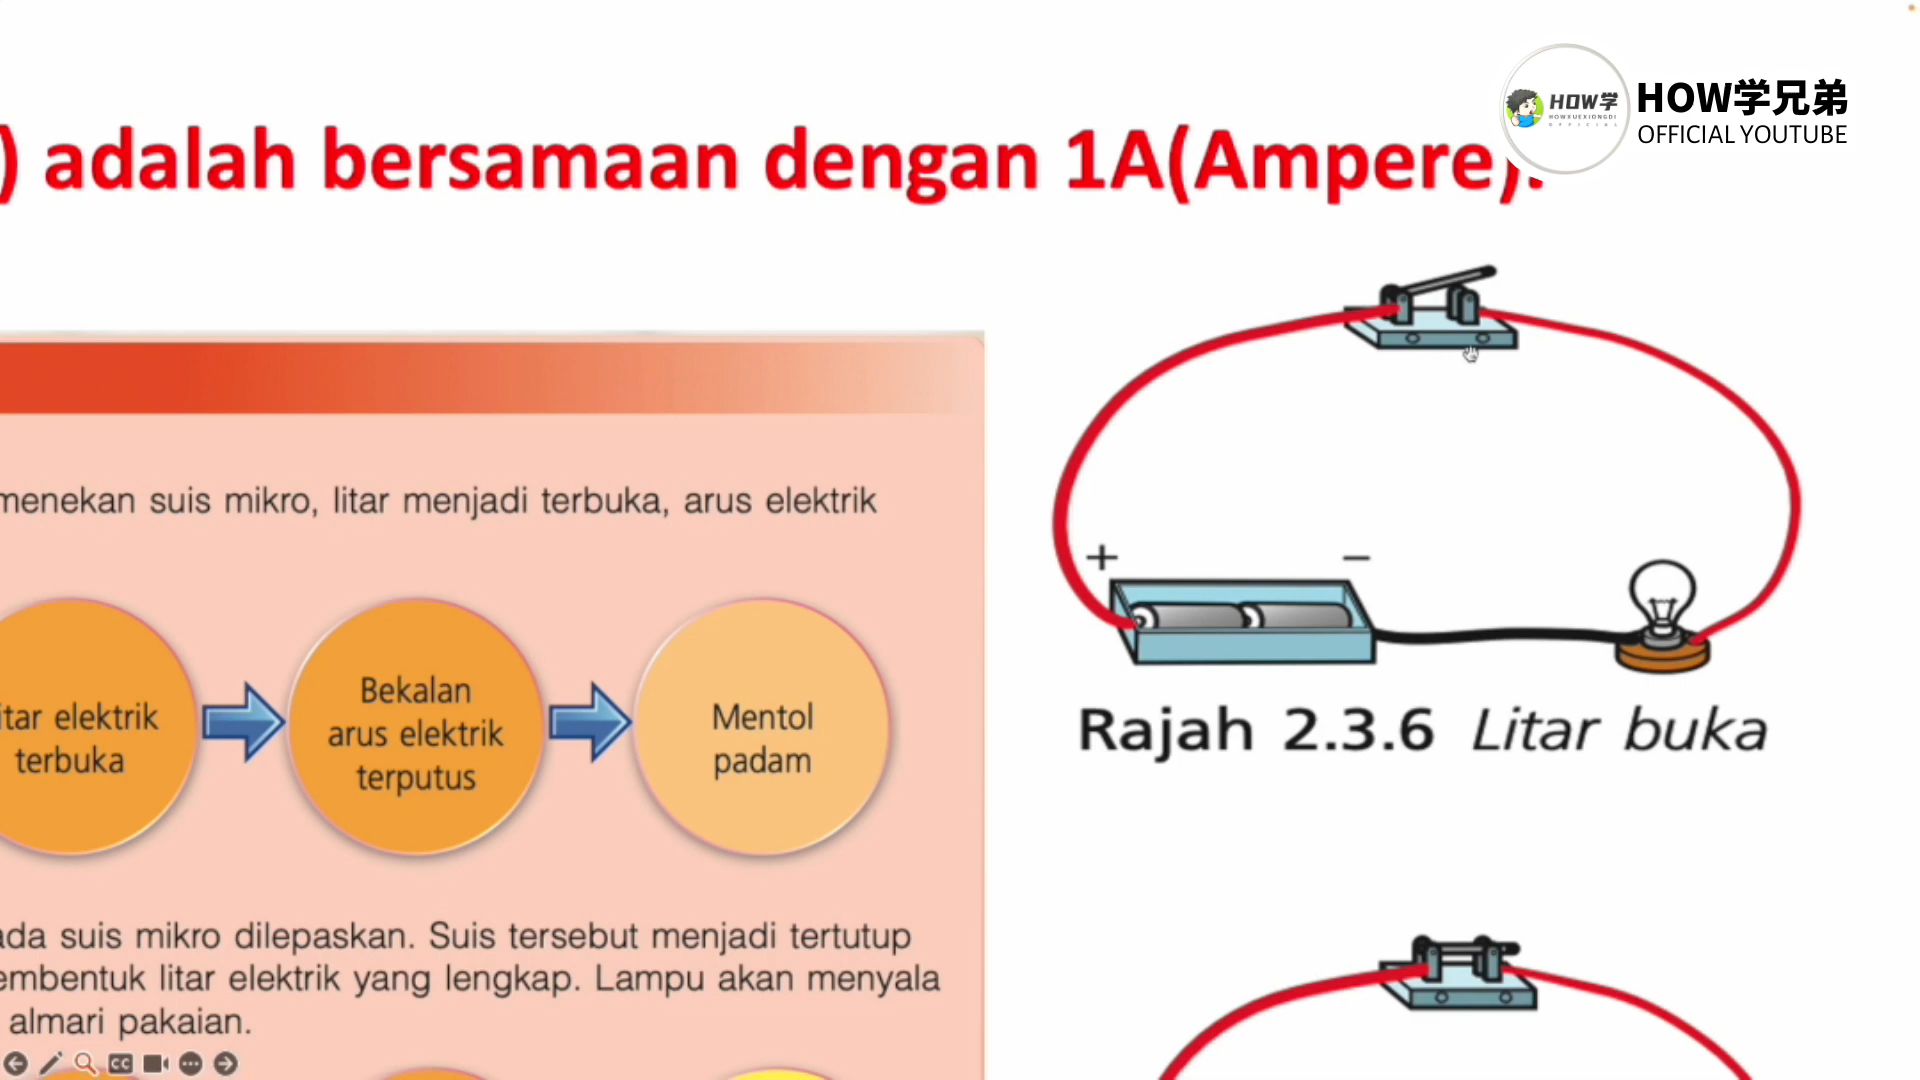 HOW学兄弟
OFFICIAL YOUTUBE
HOW学
HOWXUEXIONGDI
OFFICIAL
) adalah bersamaan dengan 1A(Ampere).
menekan suis mikro, litar menjadi terbuka, arus elektrik
itar elektrik
terbuka
Bekalan
arus elektrik
terputus
Mentol
padam
+ −
Rajah 2.3.6 Litar buka
ada suis mikro dilepaskan. Suis tersebut menjadi tertutup
embentuk litar elektrik yang lengkap. Lampu akan menyala
almari pakaian.
CC